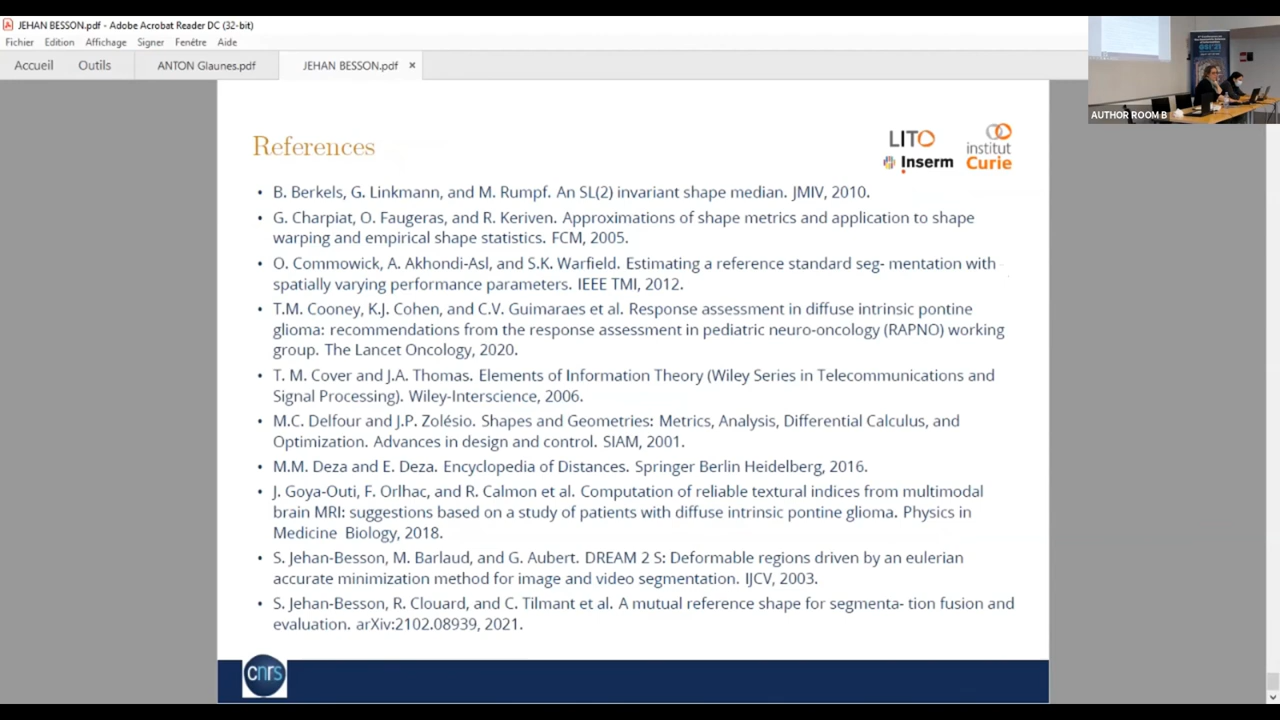 JEHAN BESSON.pdf - Adobe Acrobat Reader DC (32-bit)
Fichier Edition Affichage Signer Fenêtre Aide
Accueil Outils ANTON Glaunes.pdf JEHAN BESSON.pdf ×
GSI'21
AUTHOR ROOM B
References
LITO
Inserm
institut
Curie
• B. Berkels, G. Linkmann, and M. Rumpf. An SL(2) invariant shape median. JMIV, 2010.
• G. Charpiat, O. Faugeras, and R. Keriven. Approximations of shape metrics and application to shape
warping and empirical shape statistics. FCM, 2005.
• O. Commowick, A. Akhondi-Asl, and S.K. Warfield. Estimating a reference standard seg- mentation with
spatially varying performance parameters. IEEE TMI, 2012.
• T.M. Cooney, K.J. Cohen, and C.V. Guimaraes et al. Response assessment in diffuse intrinsic pontine
glioma: recommendations from the response assessment in pediatric neuro-oncology (RAPNO) working
group. The Lancet Oncology, 2020.
• T. M. Cover and J.A. Thomas. Elements of Information Theory (Wiley Series in Telecommunications and
Signal Processing). Wiley-Interscience, 2006.
• M.C. Delfour and J.P. Zolésio. Shapes and Geometries: Metrics, Analysis, Differential Calculus, and
Optimization. Advances in design and control. SIAM, 2001.
• M.M. Deza and E. Deza. Encyclopedia of Distances. Springer Berlin Heidelberg, 2016.
• J. Goya-Outi, F. Orlhac, and R. Calmon et al. Computation of reliable textural indices from multimodal
brain MRI: suggestions based on a study of patients with diffuse intrinsic pontine glioma. Physics in
Medicine Biology, 2018.
• S. Jehan-Besson, M. Barlaud, and G. Aubert. DREAM 2 S: Deformable regions driven by an eulerian
accurate minimization method for image and video segmentation. IJCV, 2003.
• S. Jehan-Besson, R. Clouard, and C. Tilmant et al. A mutual reference shape for segmenta- tion fusion and
evaluation. arXiv:2102.08939, 2021.
cnrs